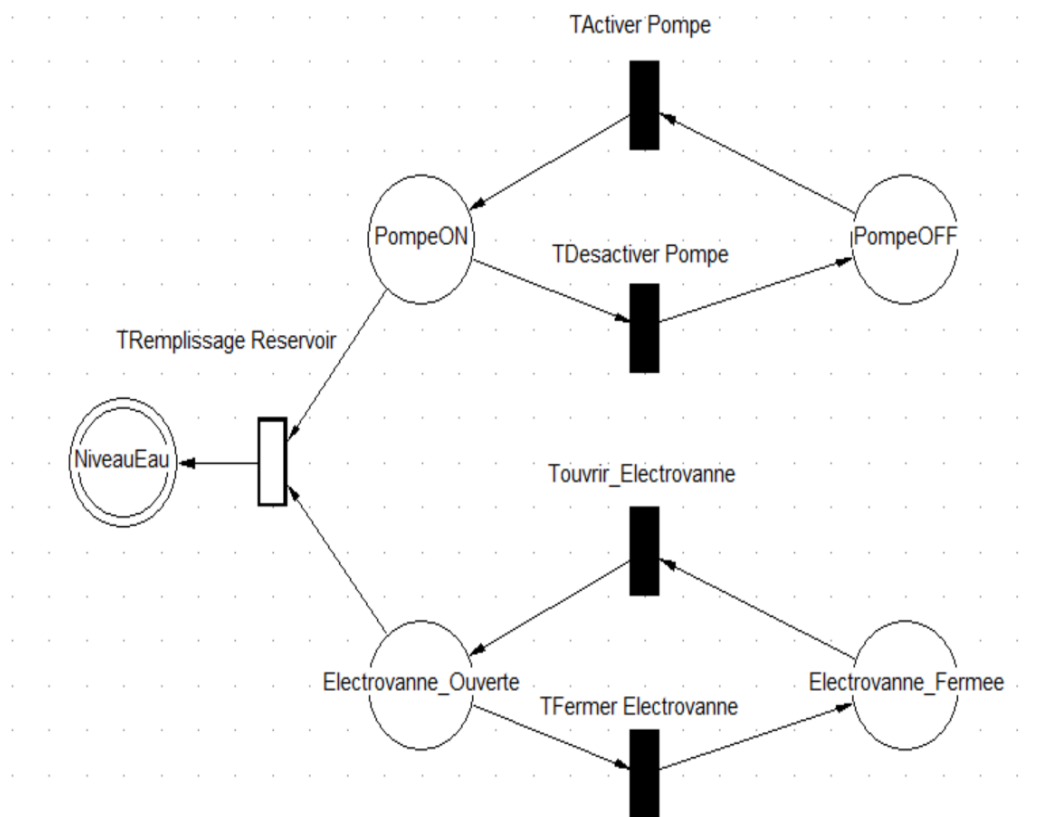 TActiver Pompe
PompeON
PompeOFF
TDesactiver Pompe
TRemplissage Reservoir
NiveauEau
Touvrir_Electrovanne
Electrovanne_Ouverte
Electrovanne_Fermee
TFermer Electrovanne